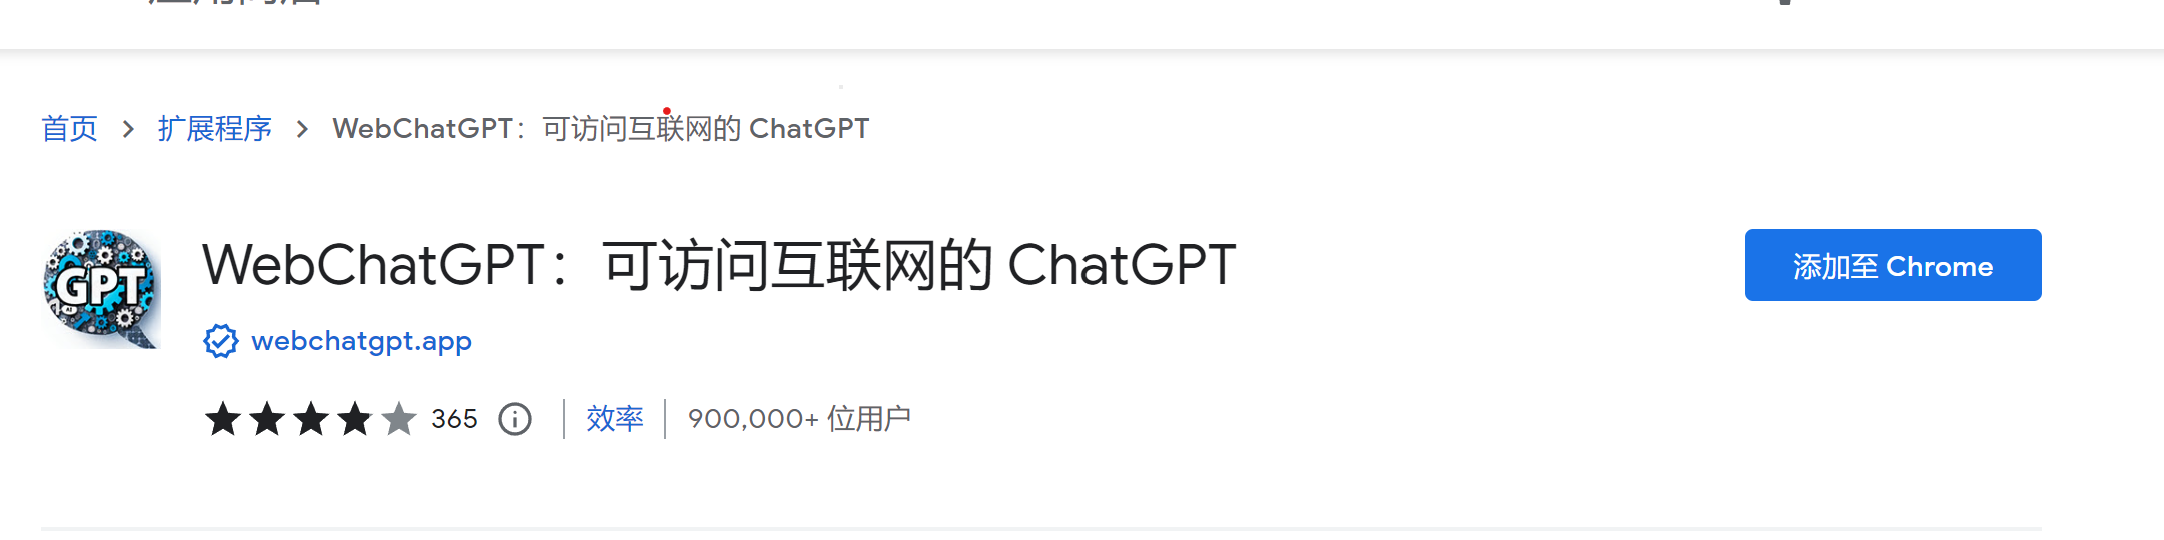 首页 > 扩展程序 > WebChatGPT：可访问互联网的 ChatGPT
GPT
WebChatGPT：可访问互联网的 ChatGPT
添加至 Chrome
webchatgpt.app
365
效率
900,000+ 位用户